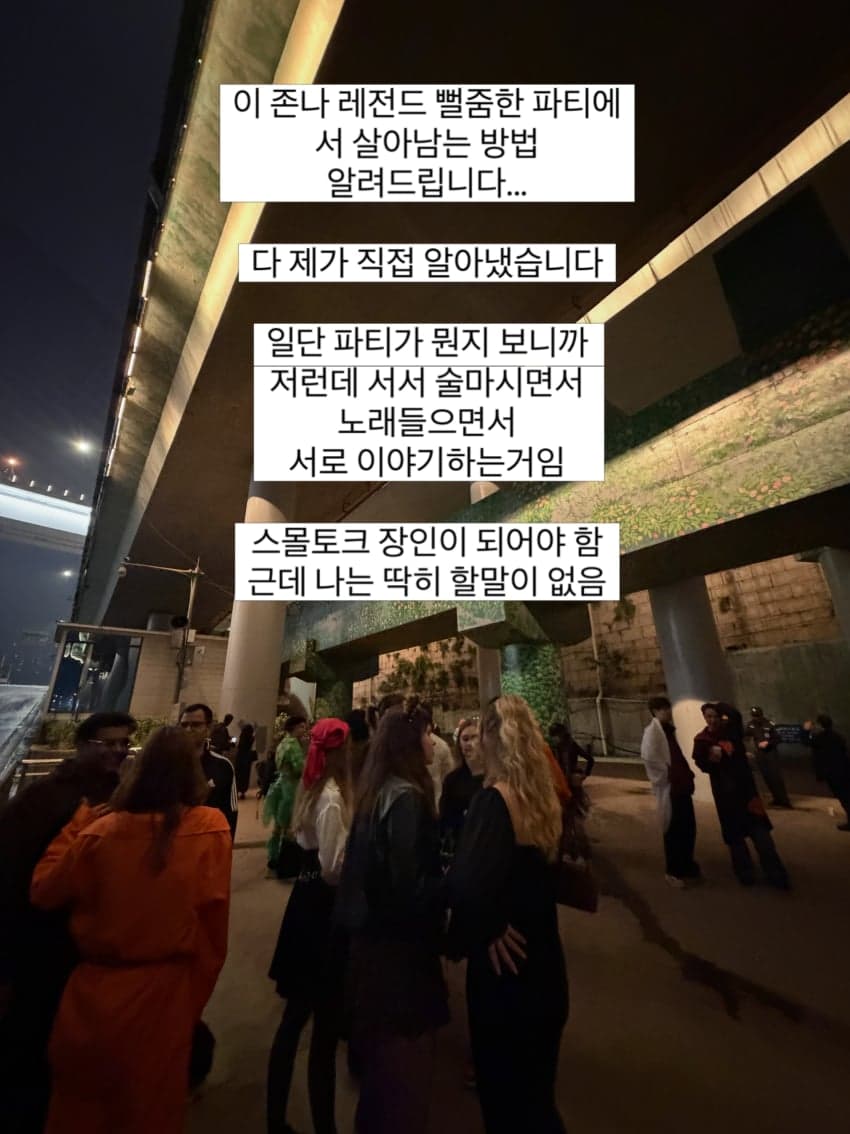 이 존나 레전드 뻘줌한 파티에
서 살아남는 방법
알려드립니다...
다 제가 직접 알아냈습니다
일단 파티가 뭔지 보니까
저런데 서서 술마시면서
노래들으면서
서로 이야기하는거임
스몰토크 장인이 되어야 함
근데 나는 딱히 할말이 없음